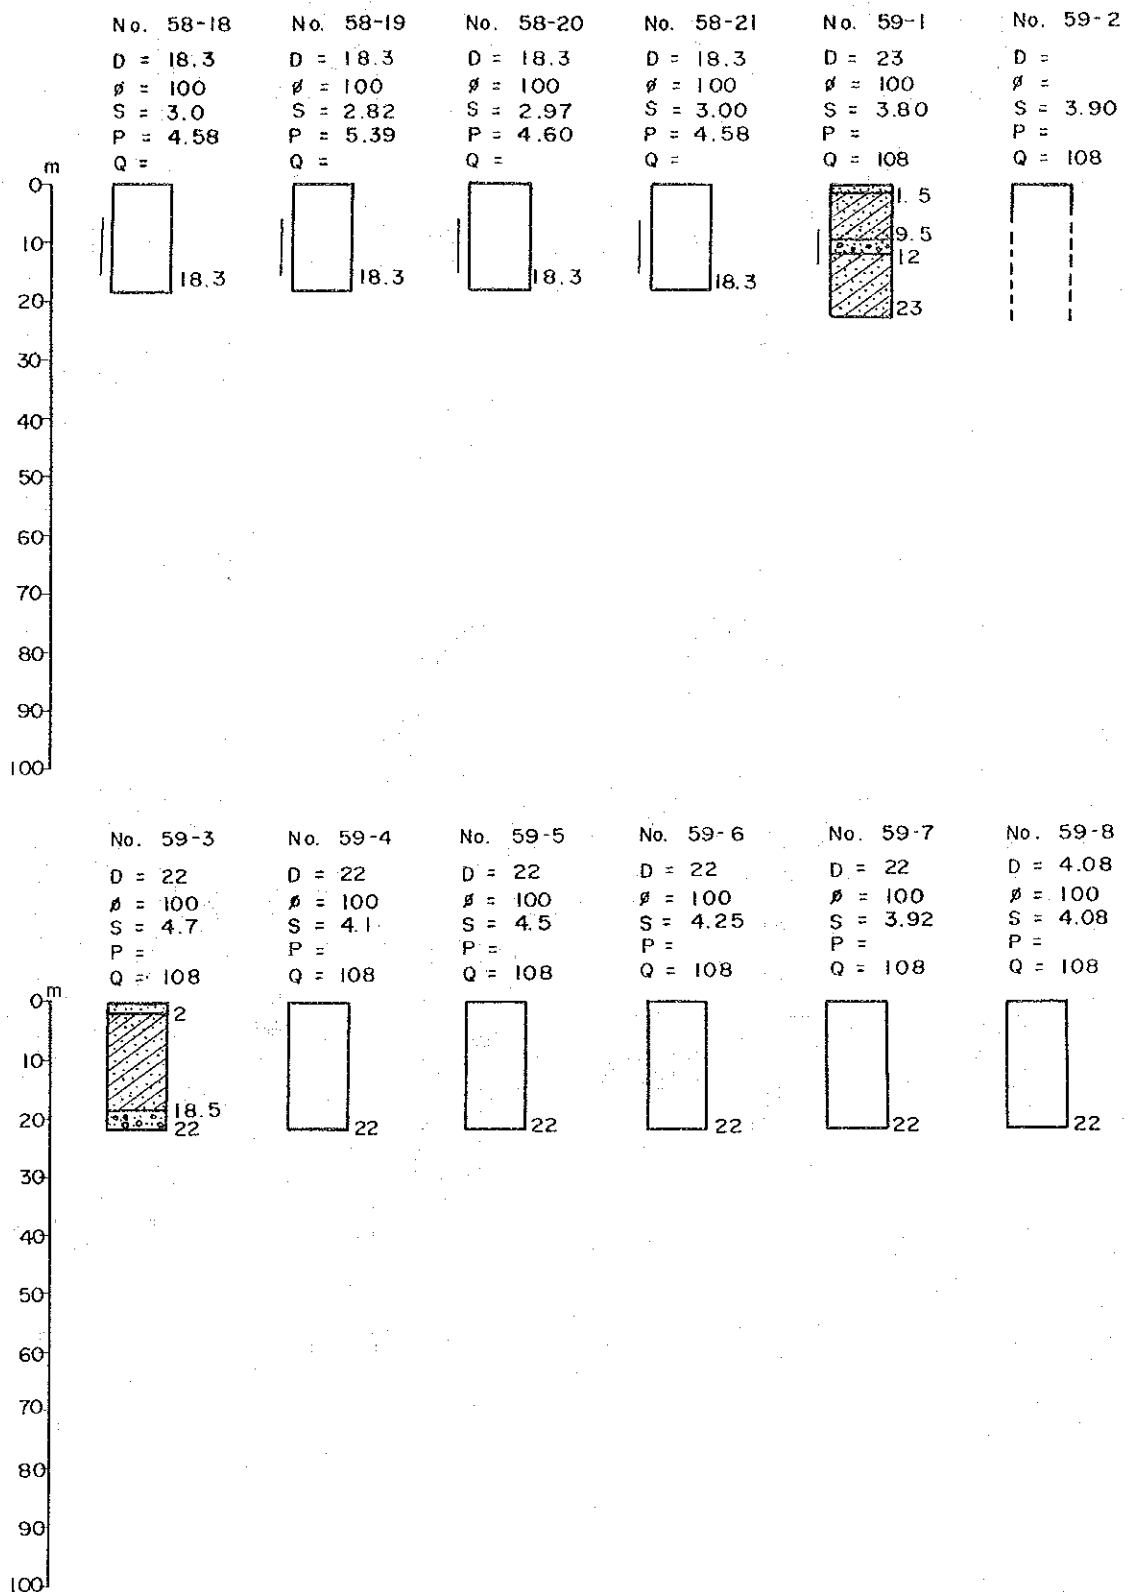 No. 58-18 No. 58-19 No. 58-20 No. 58-21 No. 59-1 No. 59-2
D = 18.3 D = 18.3 D = 18.3 D = 18.3 D = 23 D =
ø = 100 ø = 100 ø = 100 ø = 100 ø = 100 ø =
S = 3.0 S = 2.82 S = 2.97 S = 3.00 S = 3.80 S = 3.90
P = 4.58 P = 5.39 P = 4.60 P = 4.58 P = P =
Q = Q = Q = Q = Q = 108 Q = 108
m
0
1.5
9.5
10
12
18.3 18.3 18.3 18.3
20
23
30
40
50
60
70
80
90
100
No. 59-3 No. 59-4 No. 59-5 No. 59-6 No. 59-7 No. 59-8
D = 22 D = 22 D = 22 D = 22 D = 22 D = 4.08
ø = 100 ø = 100 ø = 100 ø = 100 ø = 100 ø = 100
S = 4.7 S = 4.1 S = 4.5 S = 4.25 S = 3.92 S = 4.08
P = P = P = P = P = P =
Q = 108 Q = 108 Q = 108 Q = 108 Q = 108 Q = 108
m
0
2
10
18.5
20
22 22 22 22 22 22
30
40
50
60
70
80
90
100